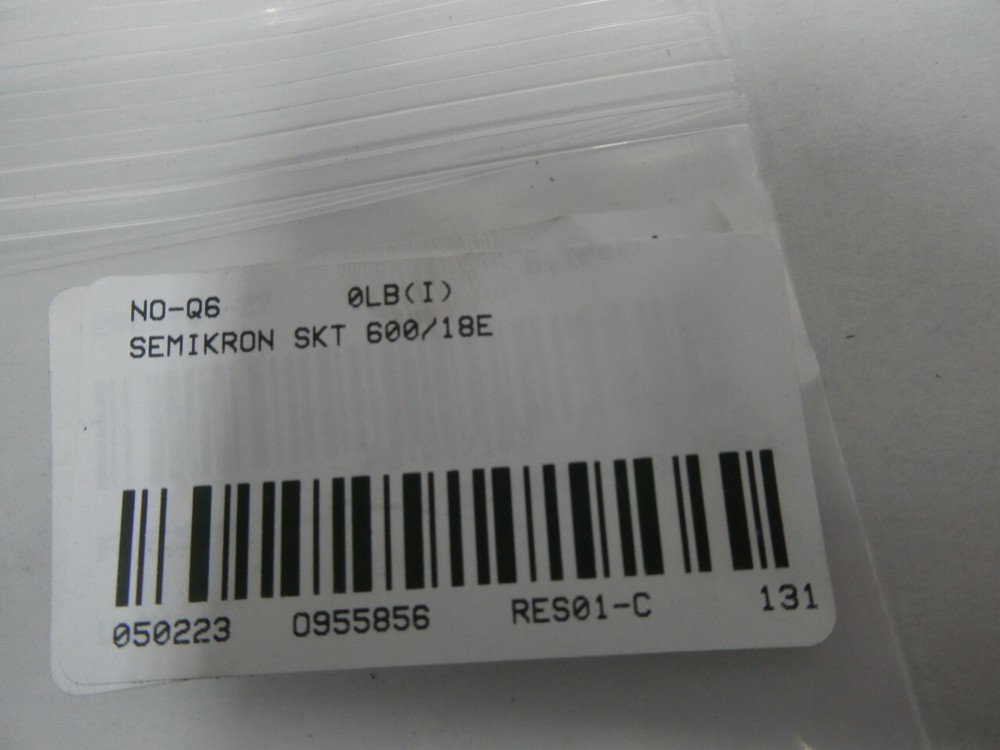 NO-Q6 0LB(I)
SEMIKRON SKT 600/18E
050223 0955856 RES01-C 131